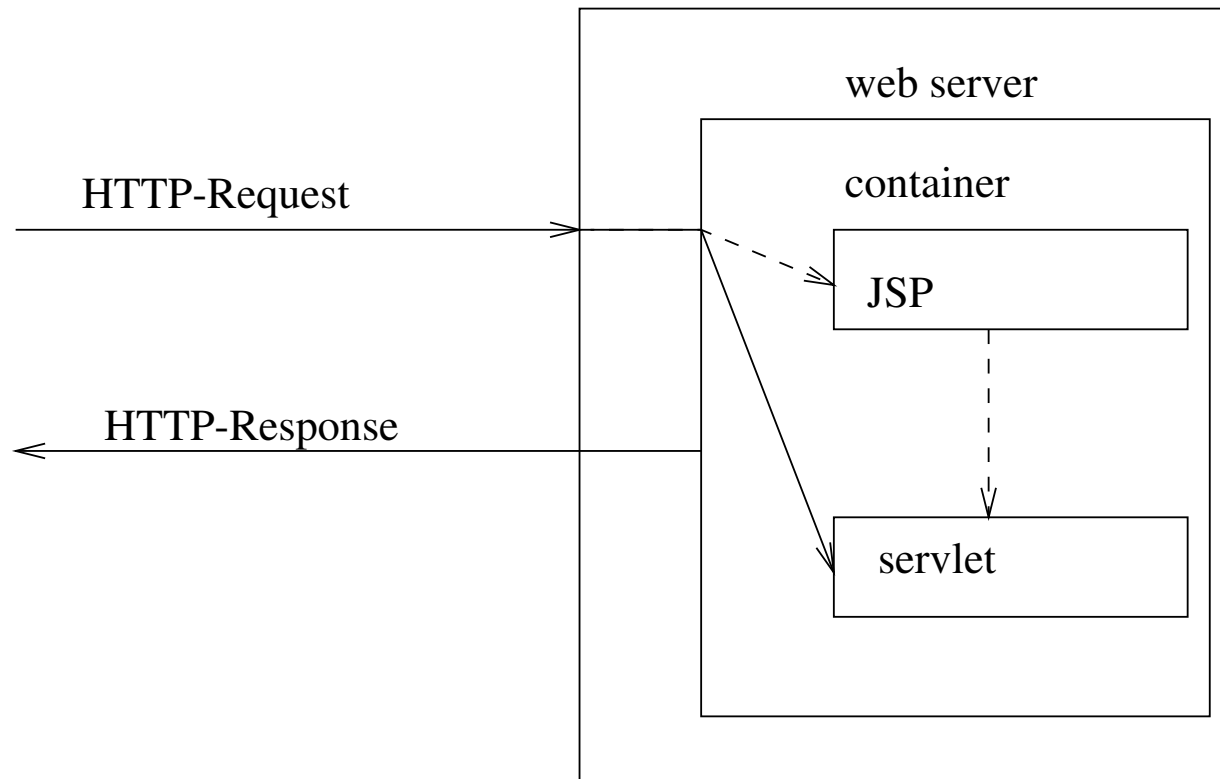 web server
container
HTTP-Request
JSP
HTTP-Response
servlet